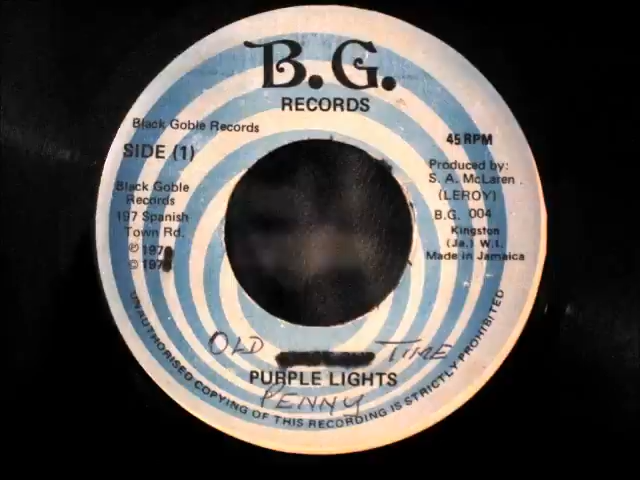 B.G.
RECORDS
Black Goble Records
SIDE (1)
Black Goble
Records
197 Spanish
Town Rd.
℗ 197
© 197
45 RPM
Produced by:
S. A. McLaren
(LEROY)
B.G. 004
Kingston
(Ja.) W.I.
Made in Jamaica
OLD TIME
PURPLE LIGHTS
PENNY
UNAUTHORISED COPYING OF THIS RECORDING IS STRICTLY PROHIBITED